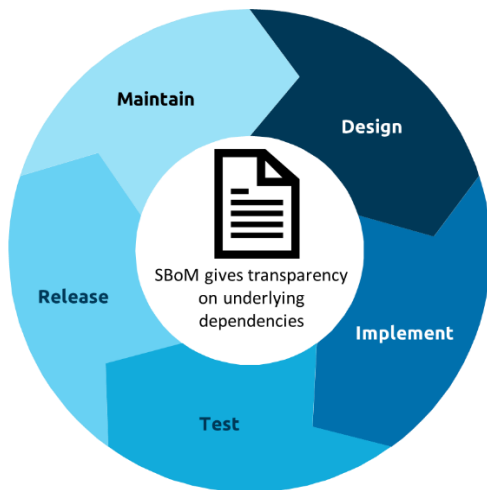 Maintain
Design
SBoM gives transparency
on underlying
dependencies
Release
Implement
Test